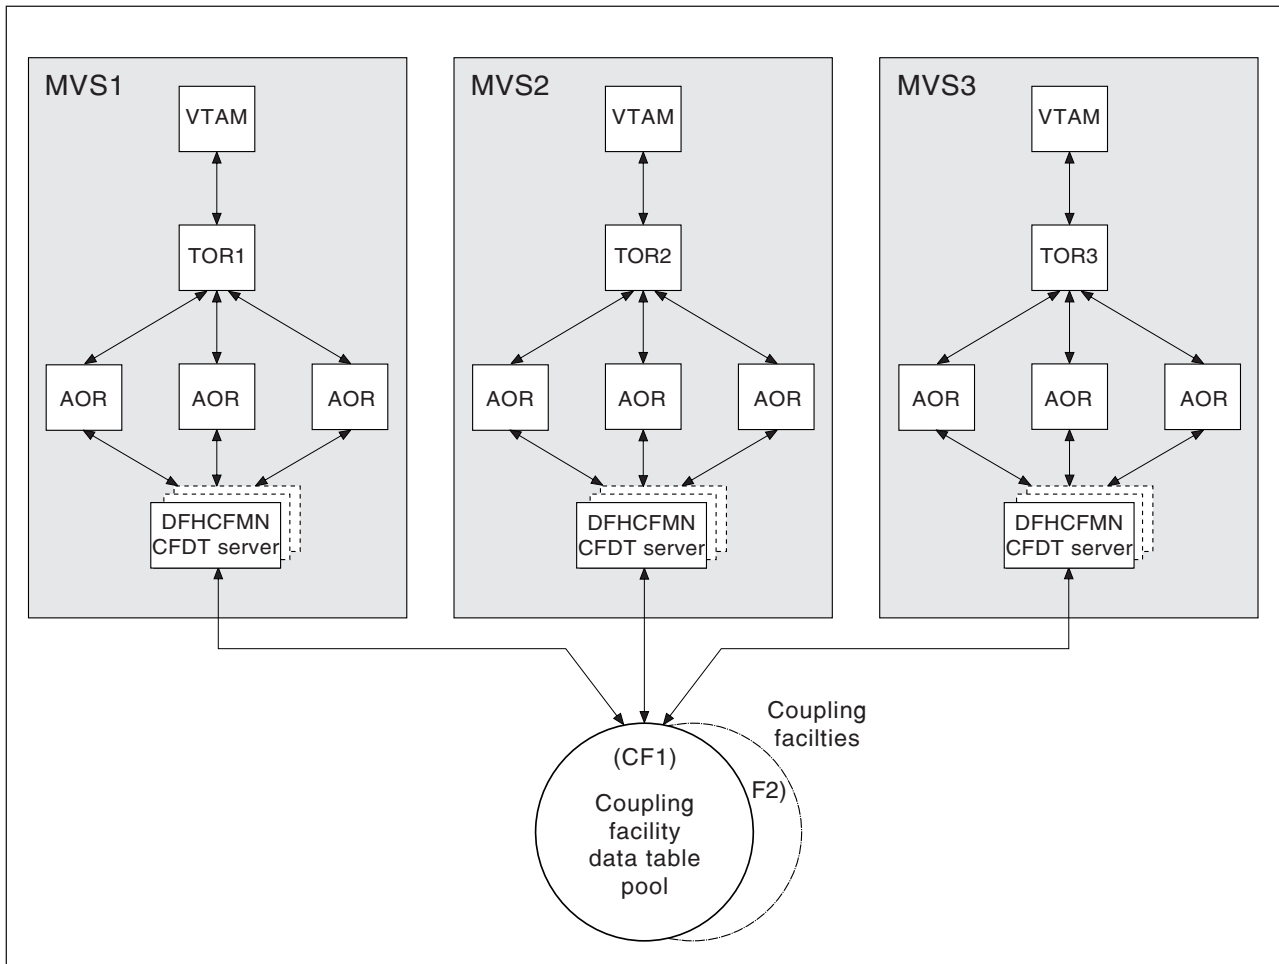 MVS1
VTAM
TOR1
AOR
AOR
AOR
DFHCFMN
CFDT server
MVS2
VTAM
TOR2
AOR
AOR
AOR
DFHCFMN
CFDT server
MVS3
VTAM
TOR3
AOR
AOR
AOR
DFHCFMN
CFDT server
Coupling
facilties
(CF1)
F2)
Coupling
facility
data table
pool